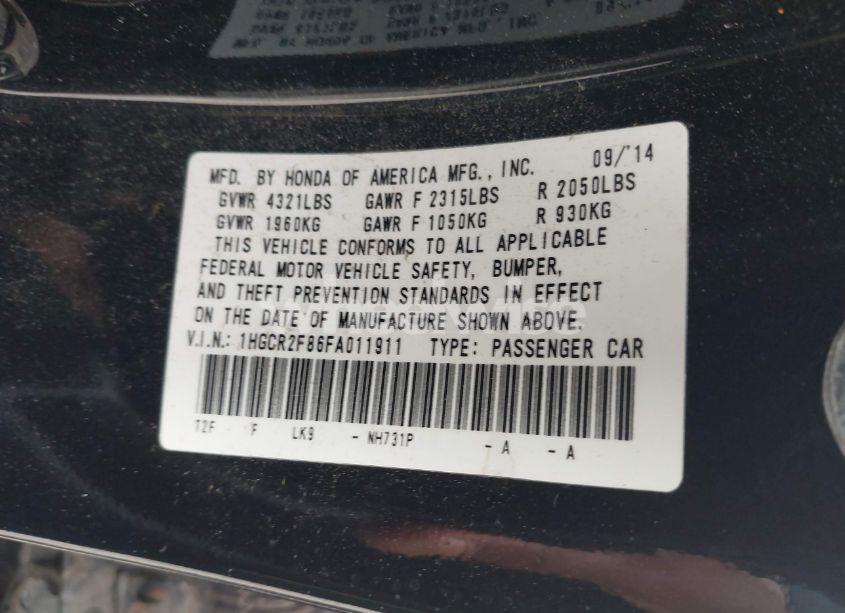 MFD. BY HONDA OF AMERICA MFG., INC. 09/'14
GVWR 4321LBS GAWR F 2315LBS R 2050LBS
GVWR 1960KG GAWR F 1050KG R 930KG
THIS VEHICLE CONFORMS TO ALL APPLICABLE
FEDERAL MOTOR VEHICLE SAFETY, BUMPER,
AND THEFT PREVENTION STANDARDS IN EFFECT
ON THE DATE OF MANUFACTURE SHOWN ABOVE.
V.I.N.: 1HGCR2F86FA011911 TYPE: PASSENGER CAR
T2F F LK9 - NH731P - A - A